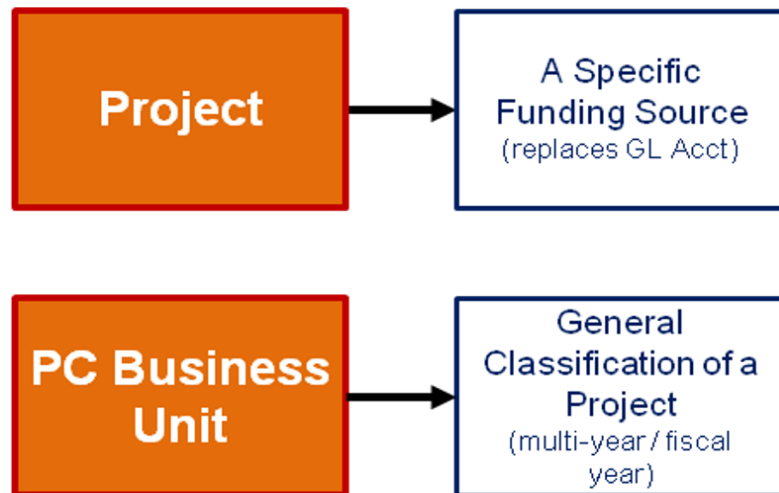 Project
A Specific
Funding Source
(replaces GL Acct)
PC Business
Unit
General
Classification of a
Project
(multi-year / fiscal
year)